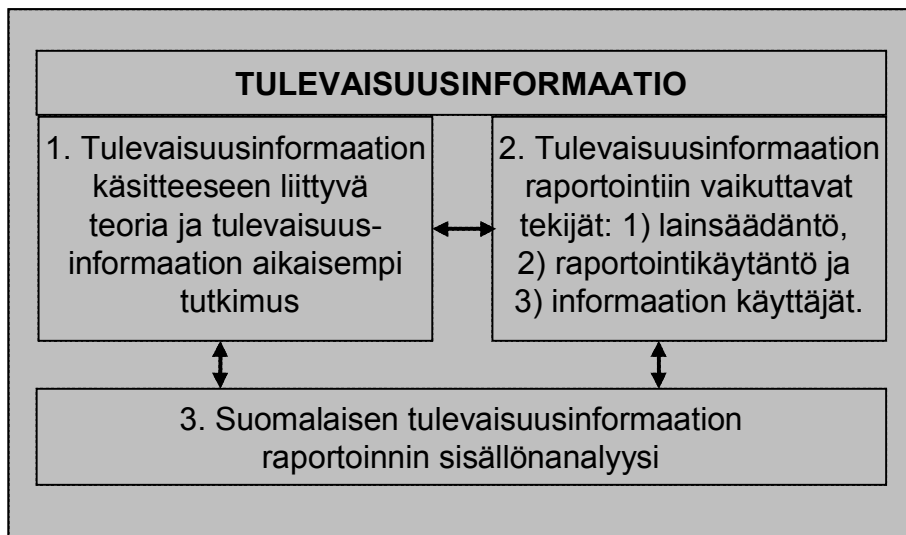 TULEVAISUUSINFORMAATIO
1. Tulevaisuusinformaation
käsitteeseen liittyvä
teoria ja tulevaisuus-
informaation aikaisempi
tutkimus
2. Tulevaisuusinformaation
raportointiin vaikuttavat
tekijät: 1) lainsäädäntö,
2) raportointikäytäntö ja
3) informaation käyttäjät.
3. Suomalaisen tulevaisuusinformaation
raportoinnin sisällönanalyysi